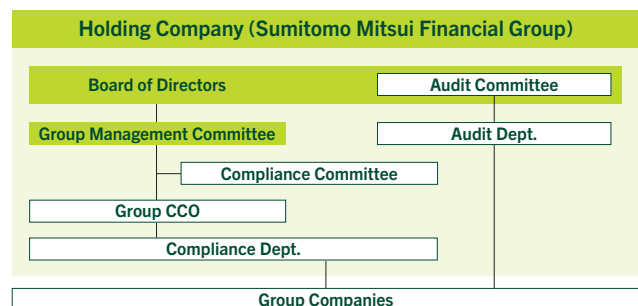 Holding Company (Sumitomo Mitsui Financial Group)
Board of Directors
Audit Committee
Group Management Committee
Audit Dept.
Compliance Committee
Group CCO
Compliance Dept.
Group Companies